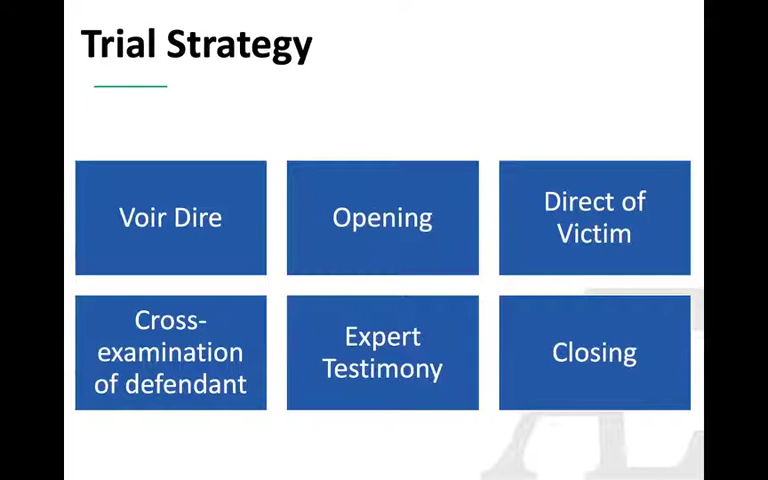 Trial Strategy
Voir Dire
Opening
Direct of
Victim
Cross-
examination
of defendant
Expert
Testimony
Closing